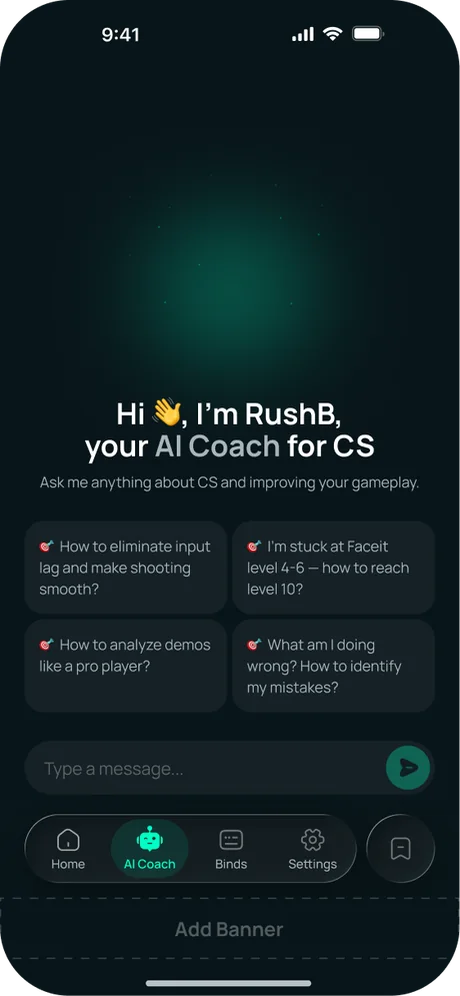 9:41
Hi 👋, I'm RushB,
your AI Coach for CS
Ask me anything about CS and improving your gameplay.
🎯 How to eliminate input
lag and make shooting
smooth?
🎯 I'm stuck at Faceit
level 4-6 — how to reach
level 10?
🎯 How to analyze demos
like a pro player?
🎯 What am I doing
wrong? How to identify
my mistakes?
Type a message...
Home
AI Coach
Binds
Settings
Add Banner